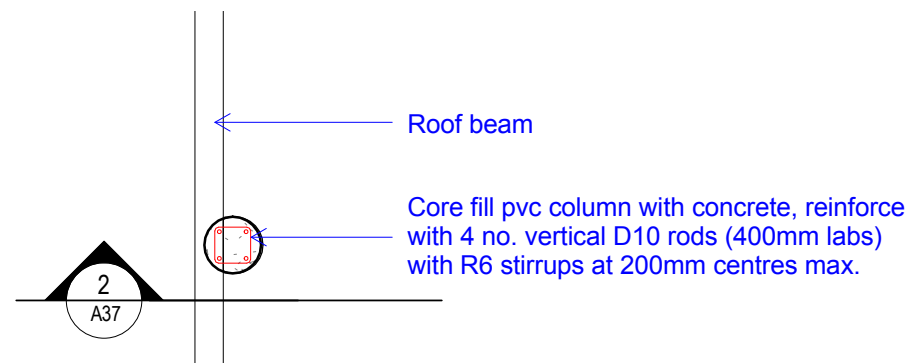 Roof beam
Core fill pvc column with concrete, reinforce
with 4 no. vertical D10 rods (400mm labs)
with R6 stirrups at 200mm centres max.
2
A37